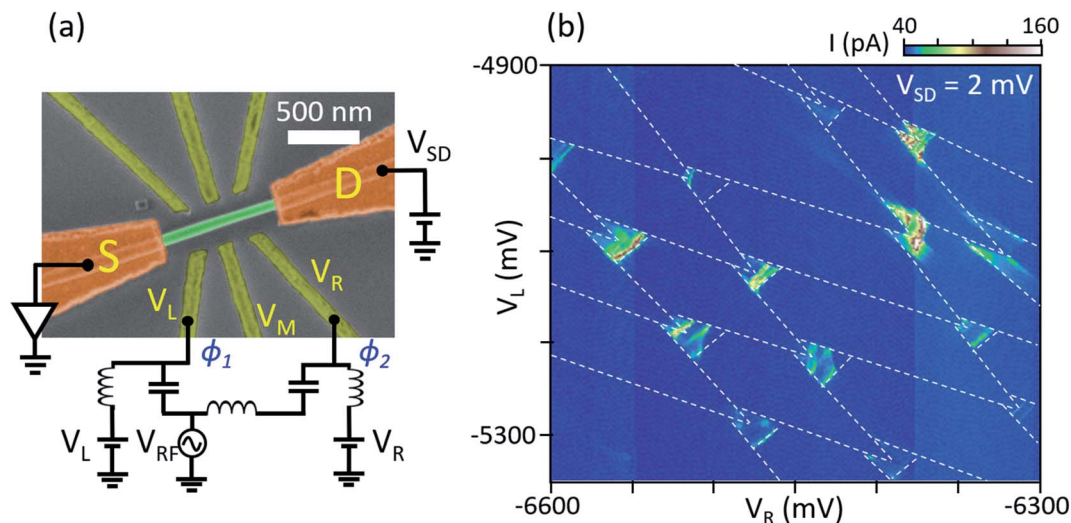 (a)
500 nm
V_SD
D
S
V_R
V_L
V_M
ϕ_1
ϕ_2
V_L
V_RF
V_R
(b)
I (pA)
40
160
V_SD = 2 mV
-4900
V_L (mV)
-5300
-6600
V_R (mV)
-6300